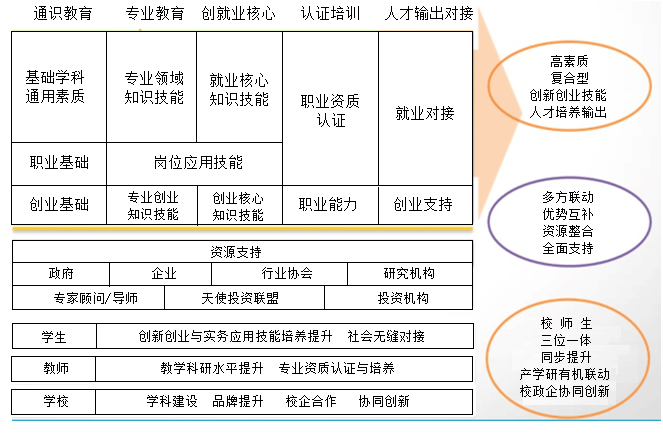 通识教育 专业教育 创就业核心 认证培训 人才输出对接
基础学科
通用素质
专业领域
知识技能
就业核心
知识技能
职业资质
认证
就业对接
职业基础 岗位应用技能
创业基础
专业创业
知识技能
创业核心
知识技能
职业能力
创业支持
资源支持
政府 企业 行业协会 研究机构
专家顾问/导师 天使投资联盟 投资机构
学生 创新创业与实务应用技能培养提升 社会无缝对接
教师 教学科研水平提升 专业资质认证与培养
学校 学科建设 品牌提升 校企合作 协同创新
高素质
复合型
创新创业技能
人才培养输出
多方联动
优势互补
资源整合
全面支持
校 师 生
三位一体
同步提升
产学研有机联动
校政企协同创新